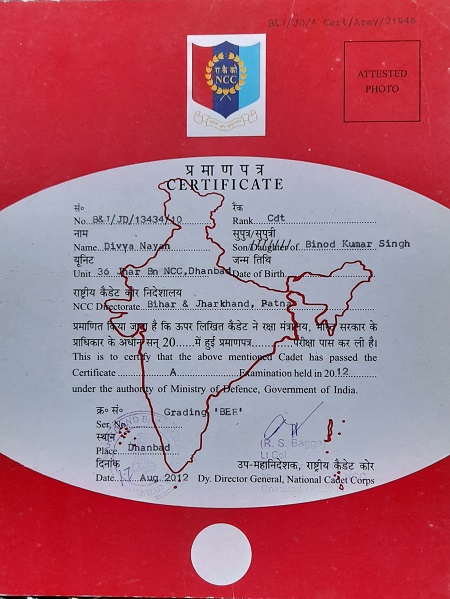 B&J/JD/A Cert/Army/21946
रा कै को
NCC
ATTESTED
PHOTO
प्र मा ण प त्र
CERTIFICATE
सं. रैंक
No. B&J/JD/13434/10 Rank Cdt
नाम सुपुत्र/सुपुत्री
Name Divya Nayan Son/Daughter of Binod Kumar Singh
यूनिट जन्म तिथि
Unit 36 Jhar Bn NCC, Dhanbad Date of Birth
राष्ट्रीय कैडेट कोर निदेशालय
NCC Directorate Bihar & Jharkhand, Patna
प्रमाणित किया जाता है कि ऊपर लिखित कैडेट ने रक्षा मंत्रालय, भारत सरकार के
प्राधिकार के अधीन सन् 20.....में हुई प्रमाणपत्र..............परीक्षा पास कर ली है।
This is to certify that the above mentioned Cadet has passed the
Certificate A Examination held in 2012
under the authority of Ministry of Defence, Government of India.
क्र० सं० Grading 'BEE'
Ser. No.
(R. S. Bagga)
स्थान Lt Col
Place Dhanbad
दिनांक उप-महानिदेशक, राष्ट्रीय कैडेट कोर
Date 17 Aug 2012 Dy. Director General, National Cadet Corps